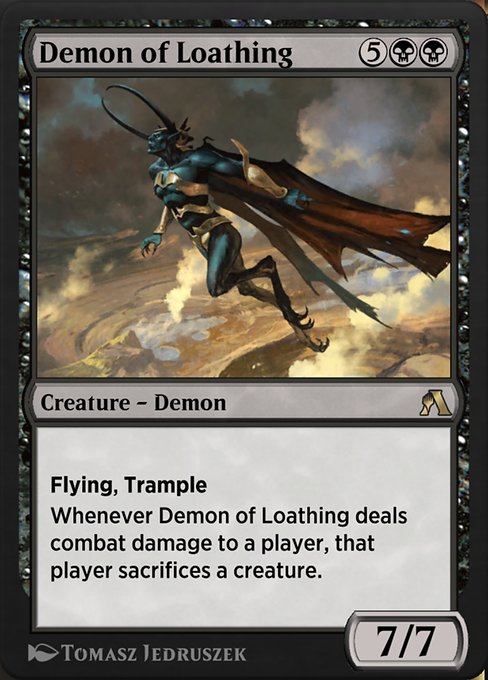 Demon of Loathing 5
Creature – Demon
Flying, Trample
Whenever Demon of Loathing deals
combat damage to a player, that
player sacrifices a creature.
7/7
Tomasz Jedruszek